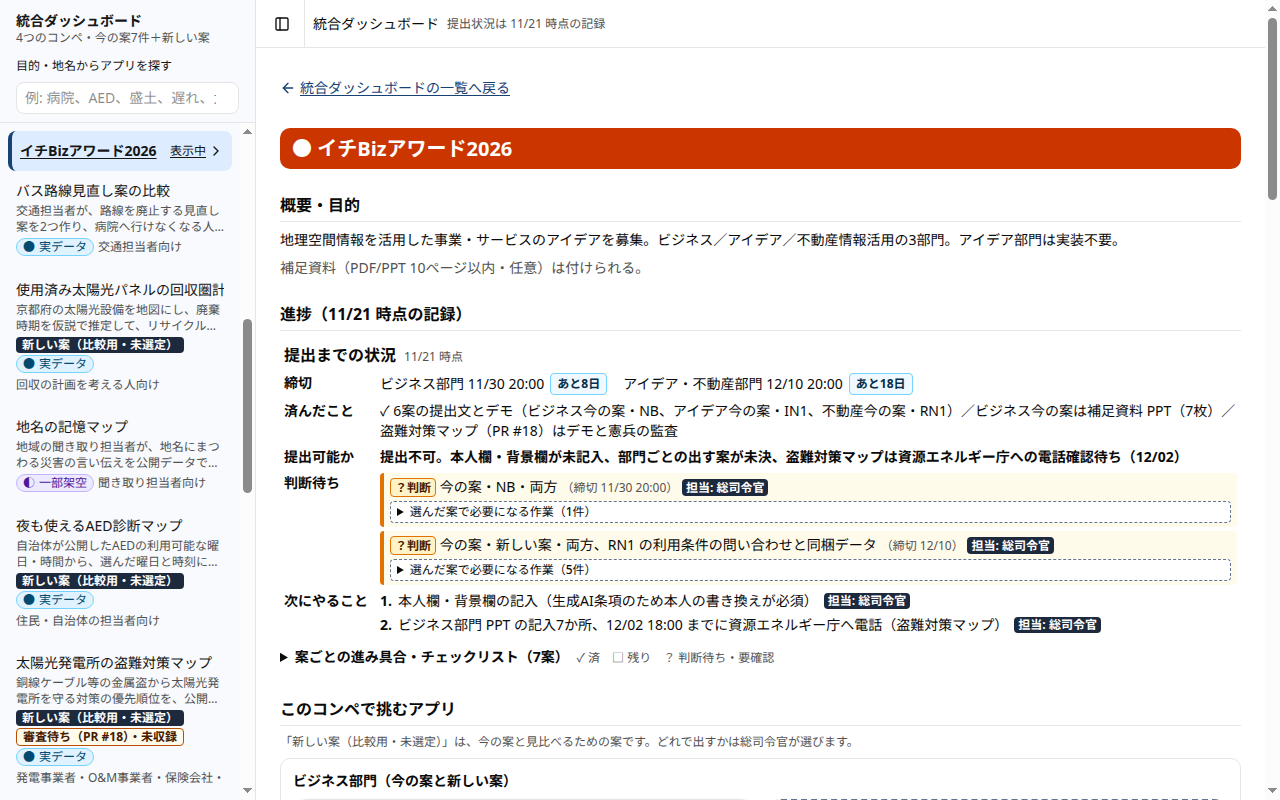 統合ダッシュボード
4つのコンペ・今の案7件＋新しい案
目的・地名からアプリを探す
例: 病院、AED、盛土、遅れ、
イチBizアワード2026 表示中
バス路線見直し案の比較
交通担当者が、路線を廃止する見直し
案を2つ作り、病院へ行けなくなる人…
実データ 交通担当者向け
使用済み太陽光パネルの回収圏計
京都府の太陽光設備を地図にし、廃棄
時期を仮説で推定して、リサイクル…
新しい案（比較用・未選定）
実データ
回収の計画を考える人向け
地名の記憶マップ
地域の聞き取り担当者が、地名にまつ
わる災害の言い伝えを公開データで…
一部架空 聞き取り担当者向け
夜も使えるAED診断マップ
自治体が公開したAEDの利用可能な曜
日・時間から、選んだ曜日と時刻に…
新しい案（比較用・未選定）
実データ
住民・自治体の担当者向け
太陽光発電所の盗難対策マップ
銅線ケーブル等の金属盗から太陽光発
電所を守る対策の優先順位を、公開…
新しい案（比較用・未選定）
審査待ち（PR #18）・未収録
実データ
発電事業者・O&M事業者・保険会社・
統合ダッシュボード 提出状況は 11/21 時点の記録
← 統合ダッシュボードの一覧へ戻る
イチBizアワード2026
概要・目的
地理空間情報を活用した事業・サービスのアイデアを募集。ビジネス／アイデア／不動産情報活用の3部門。アイデア部門は実装不要。
補足資料（PDF/PPT 10ページ以内・任意）は付けられる。
進捗（11/21 時点の記録）
提出までの状況 11/21 時点
締切 ビジネス部門 11/30 20:00 あと8日 アイデア・不動産部門 12/10 20:00 あと18日
済んだこと ✓ 6案の提出文とデモ（ビジネス今の案・NB、アイデア今の案・IN1、不動産今の案・RN1）／ビジネス今の案は補足資料 PPT（7枚）／
盗難対策マップ（PR #18）はデモと憲兵の監査
提出可能か 提出不可。本人欄・背景欄が未記入、部門ごとの出す案が未決、盗難対策マップは資源エネルギー庁への電話確認待ち（12/02）
判断待ち ？判断 今の案・NB・両方 （締切 11/30 20:00） 担当: 総司令官
▶ 選んだ案で必要になる作業（1件）
？判断 今の案・新しい案・両方、RN1 の利用条件の問い合わせと同梱データ （締切 12/10） 担当: 総司令官
▶ 選んだ案で必要になる作業（5件）
次にやること 1. 本人欄・背景欄の記入（生成AI条項のため本人の書き換えが必須） 担当: 総司令官
2. ビジネス部門 PPT の記入7か所、12/02 18:00 までに資源エネルギー庁へ電話（盗難対策マップ） 担当: 総司令官
▶ 案ごとの進み具合・チェックリスト（7案） ✓ 済 □ 残り ？ 判断待ち・要確認
このコンペで挑むアプリ
「新しい案（比較用・未選定）」は、今の案と見比べるための案です。どれで出すかは総司令官が選びます。
ビジネス部門（今の案と新しい案）